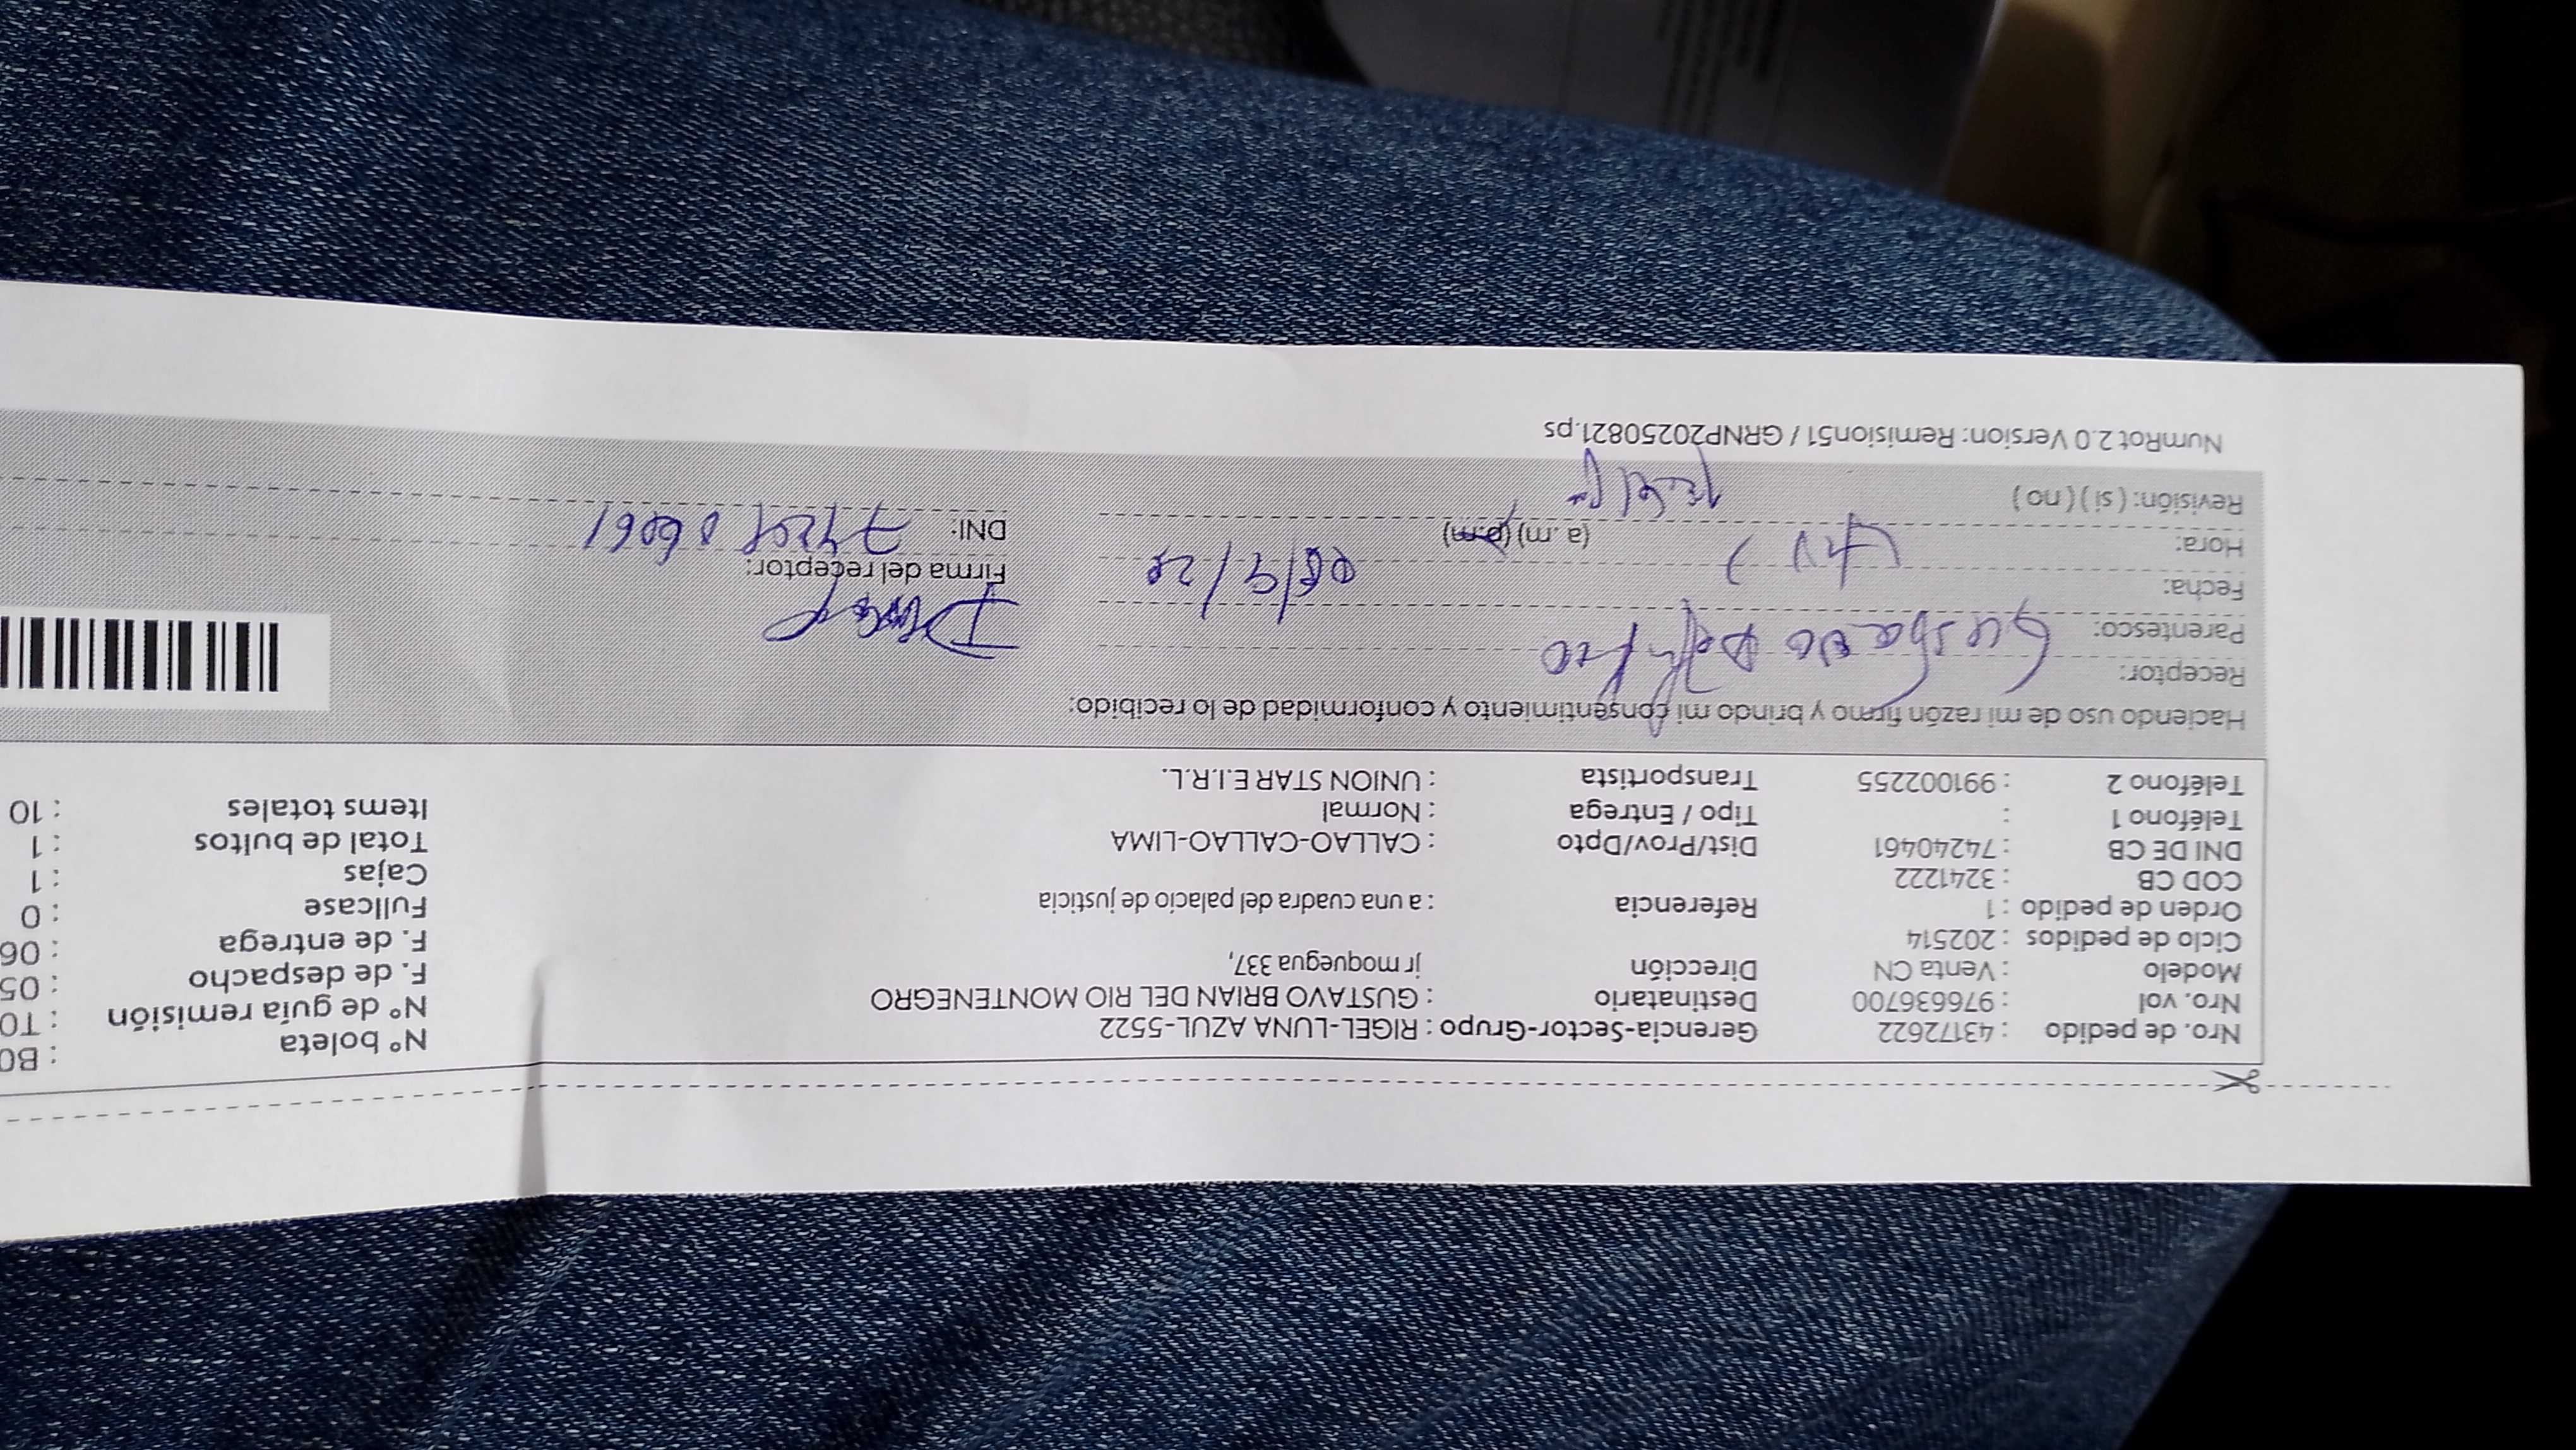 Nro. de pedido : 43172622 Gerencia-Sector-Grupo : RIGEL-LUNA AZUL-5522 N° boleta : B0
Nro. vol : 976636700 Destinatario : GUSTAVO BRIAN DEL RIO MONTENEGRO N° de guía remisión : T0
Modelo : Venta CN Dirección jr moquegua 337, F. de despacho : 05
Ciclo de pedidos : 202514 F. de entrega : 06
Orden de pedido : 1 Referencia : a una cuadra del palacio de justicia Fullcase : 0
COD CB : 3241222 Cajas : 1
DNI DE CB : 74240461 Dist/Prov/Dpto : CALLAO-CALLAO-LIMA Total de bultos : 1
Teléfono 1 : Tipo / Entrega : Normal Items totales : 10
Teléfono 2 : 991002255 Transportista : UNION STAR E.I.R.L.
Haciendo uso de mi razón firmo y brindo mi consentimiento y conformidad de lo recibido:
Receptor:
Parentesco:
Fecha:
Firma del receptor:
Hora: (a. m) (p.m)
DNI:
Revisión: ( si ) ( no )
NumRot 2.0 Version: Remision51 / GRNP20250821.ps